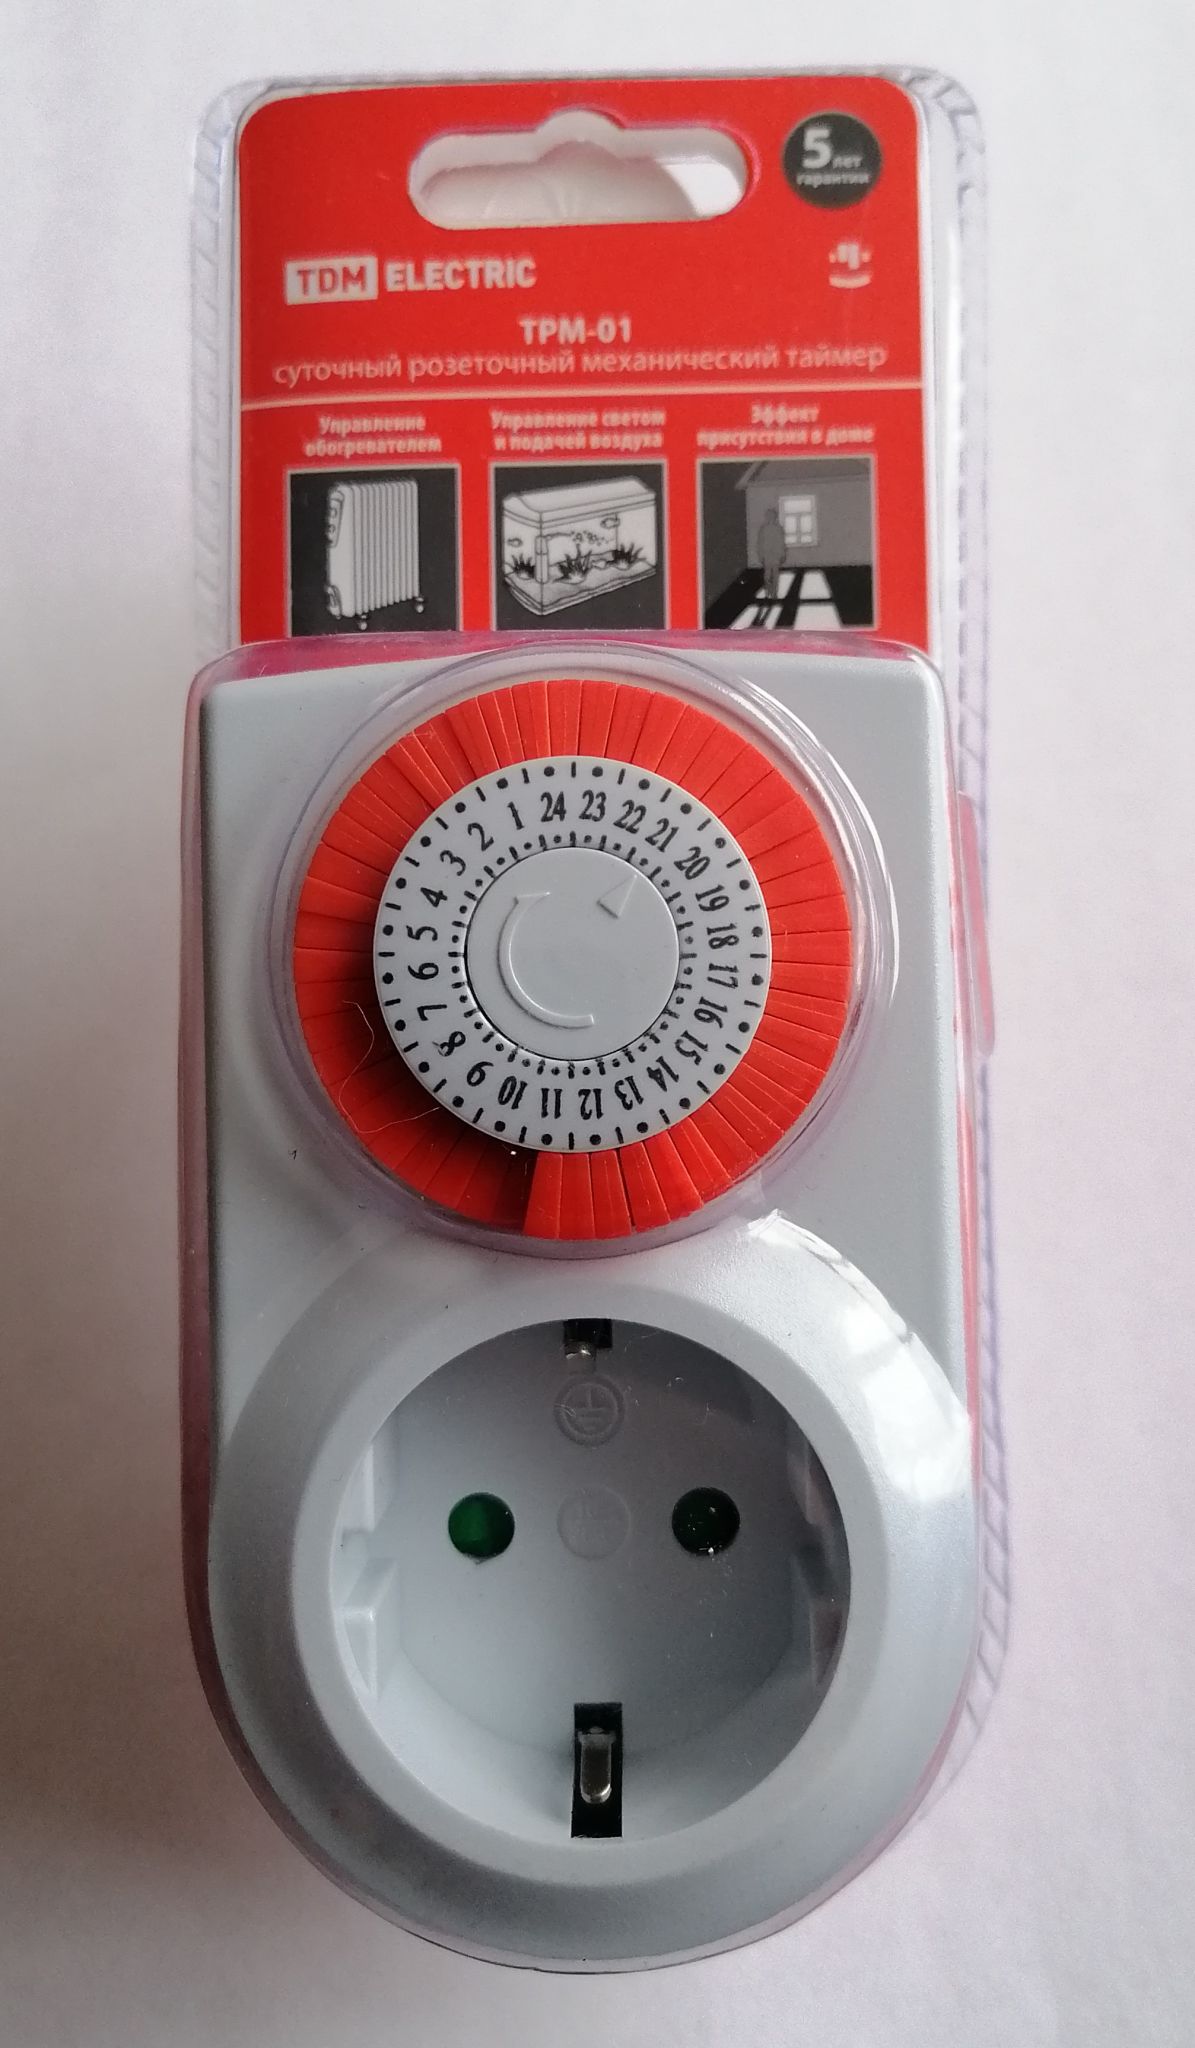 5 лет
гарантии
TDM ELECTRIC
ТРМ-01
суточный розеточный механический таймер
Управление
обогревателем
Управление светом
и подачей воздуха
Эффект
присутствия в доме
1 24 23 22 21 20 19 18 17 16 15 14 13 12 11 10 9 8 7 6 5 4 3 2